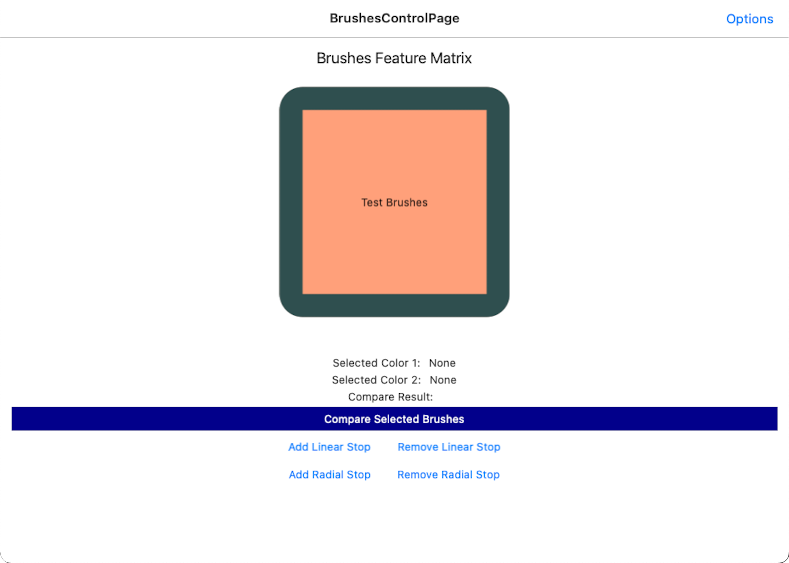 BrushesControlPage
Options
Brushes Feature Matrix
Test Brushes
Selected Color 1: None
Selected Color 2: None
Compare Result:
Compare Selected Brushes
Add Linear Stop Remove Linear Stop
Add Radial Stop Remove Radial Stop